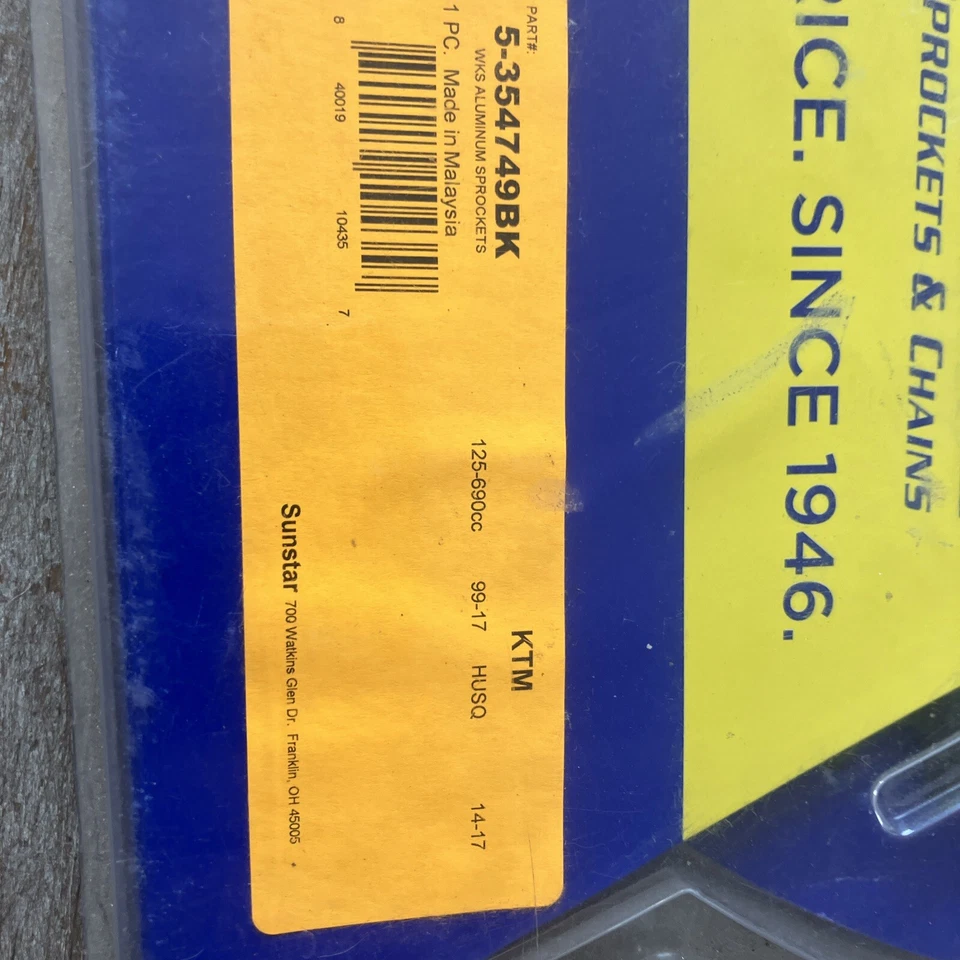 SPROCKETS & CHAINS
RICE. SINCE 1946.
PART#:
5-354749BK
WKS ALUMINUM SPROCKETS
1 PC. Made in Malaysia
8 40019 10435 7
KTM
125-690cc 99-17 HUSQ 14-17
Sunstar 700 Watkins Glen Dr. Franklin, OH 45005